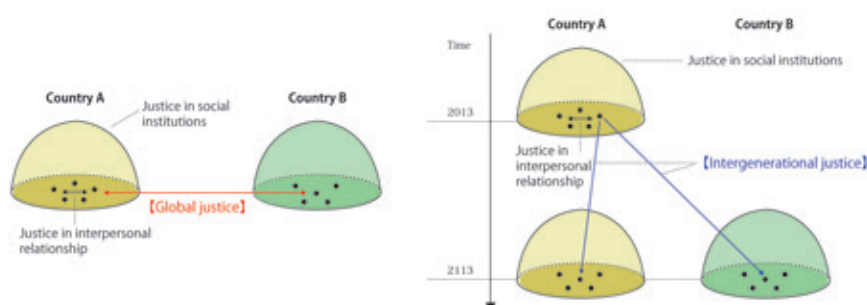 Country A
Justice in social
institutions
Country B
【Global justice】
Justice in interpersonal
relationship
Country A
Country B
Time
Justice in social institutions
2013
Justice in
interpersonal
relationship
【Intergenerational justice】
2113